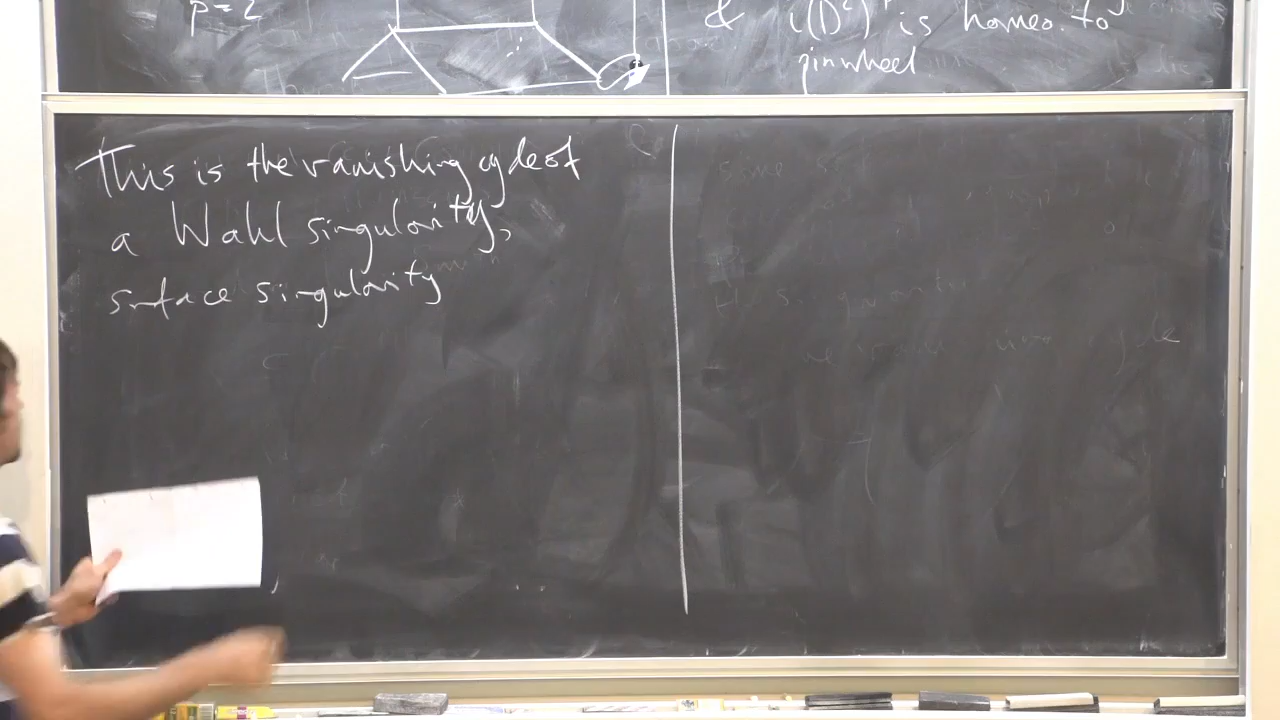 p = 2
& i(D²) is homeo. to
pinwheel
This is the vanishing cycle of
a Wahl singularity,
surface singularity